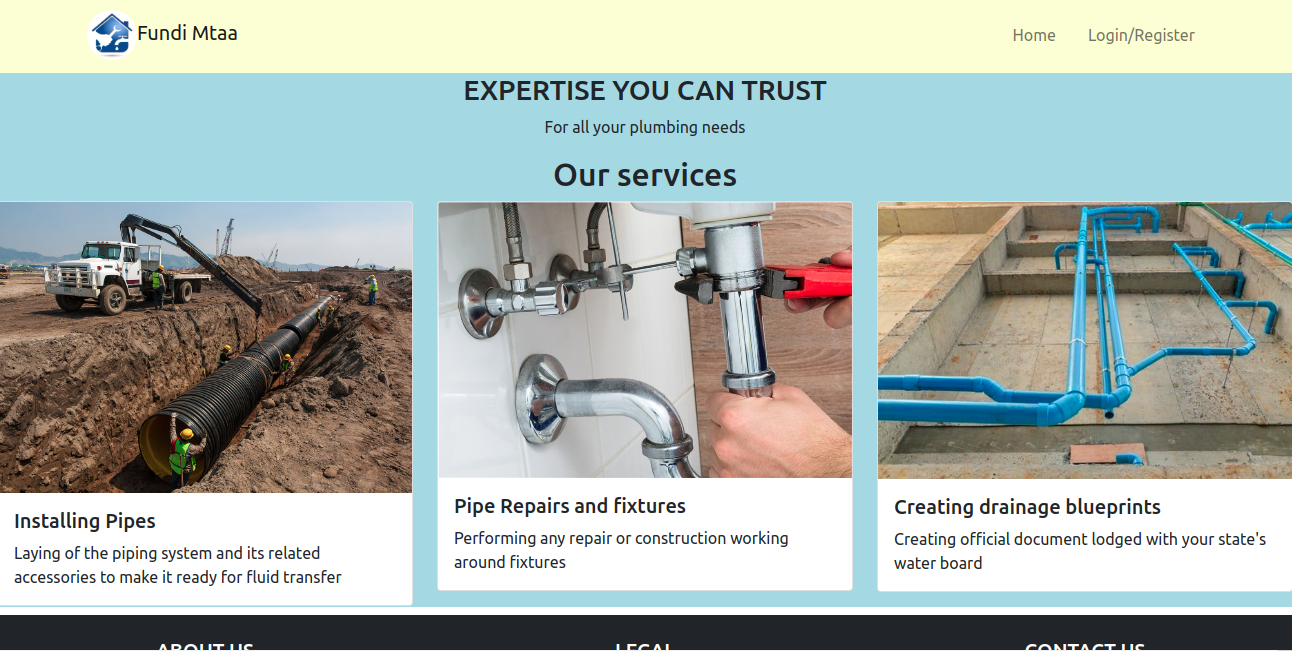 Fundi Mtaa
Home
Login/Register
EXPERTISE YOU CAN TRUST
For all your plumbing needs
Our services
Installing Pipes
Laying of the piping system and its related
accessories to make it ready for fluid transfer
Pipe Repairs and fixtures
Performing any repair or construction working
around fixtures
Creating drainage blueprints
Creating official document lodged with your state's
water board
ABOUT US
LEGAL
CONTACT US